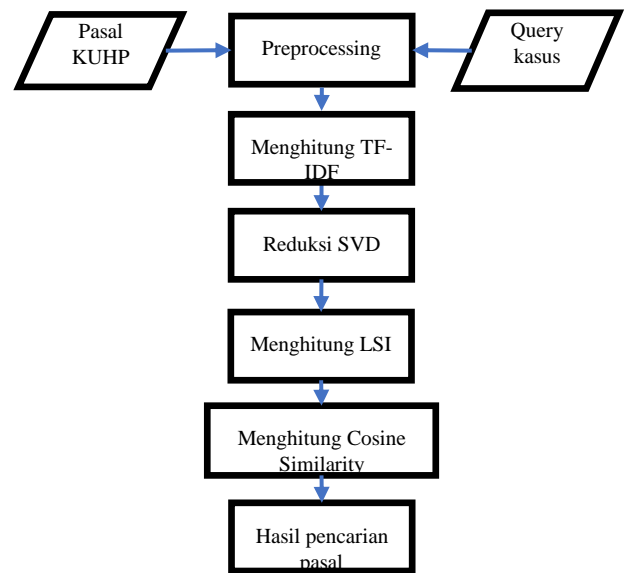 Pasal
KUHP
Preprocessing
Query
kasus
Menghitung TF-
IDF
Reduksi SVD
Menghitung LSI
Menghitung Cosine
Similarity
Hasil pencarian
pasal